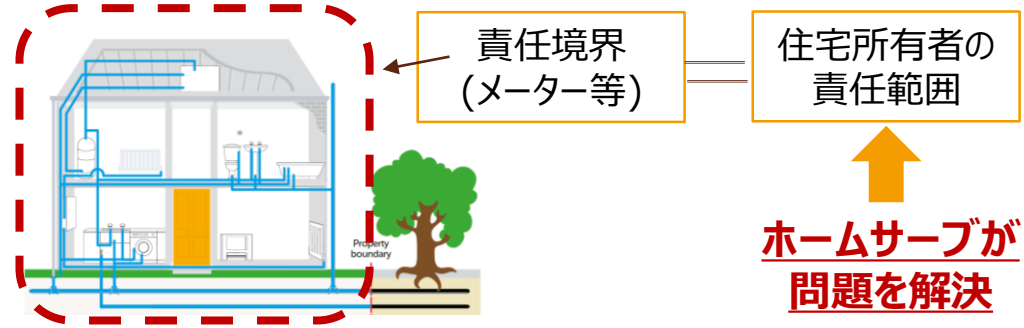 責任境界
(メーター等)
住宅所有者の
責任範囲
Property
boundary
ホームサーブが
問題を解決